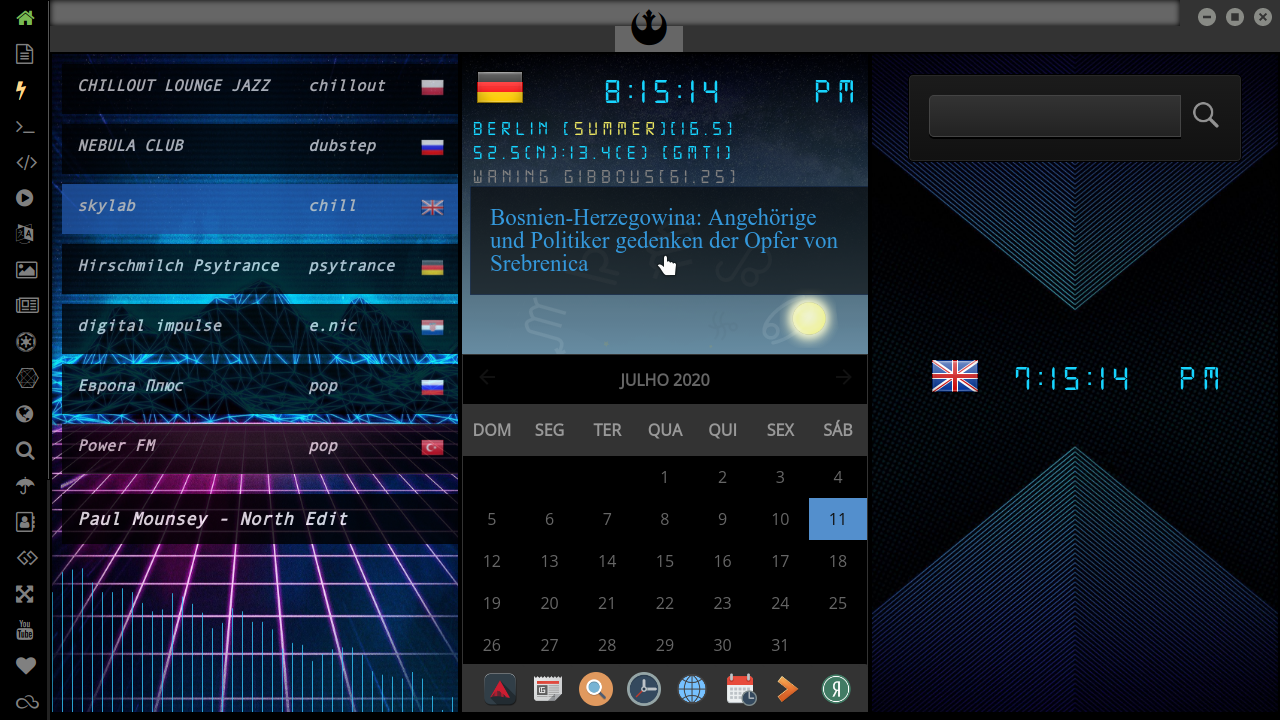 CHILLOUT LOUNGE JAZZ chillout
NEBULA CLUB dubstep
skylab chill
Hirschmilch Psytrance psytrance
digital impulse e.nic
Европа Плюс pop
Power FM pop
Paul Mounsey - North Edit
8:15:14 PM
BERLIN (SUMMER)(16.5)
52.5(N):13.4(E) (GMT1)
WANING GIBBOUS(61.25)
Bosnien-Herzegowina: Angehörige
und Politiker gedenken der Opfer von
Srebrenica
JULHO 2020
DOM SEG TER QUA QUI SEX SÁB
1 2 3 4
5 6 7 8 9 10 11
12 13 14 15 16 17 18
19 20 21 22 23 24 25
26 27 28 29 30 31
7:15:14 PM
You
Tube